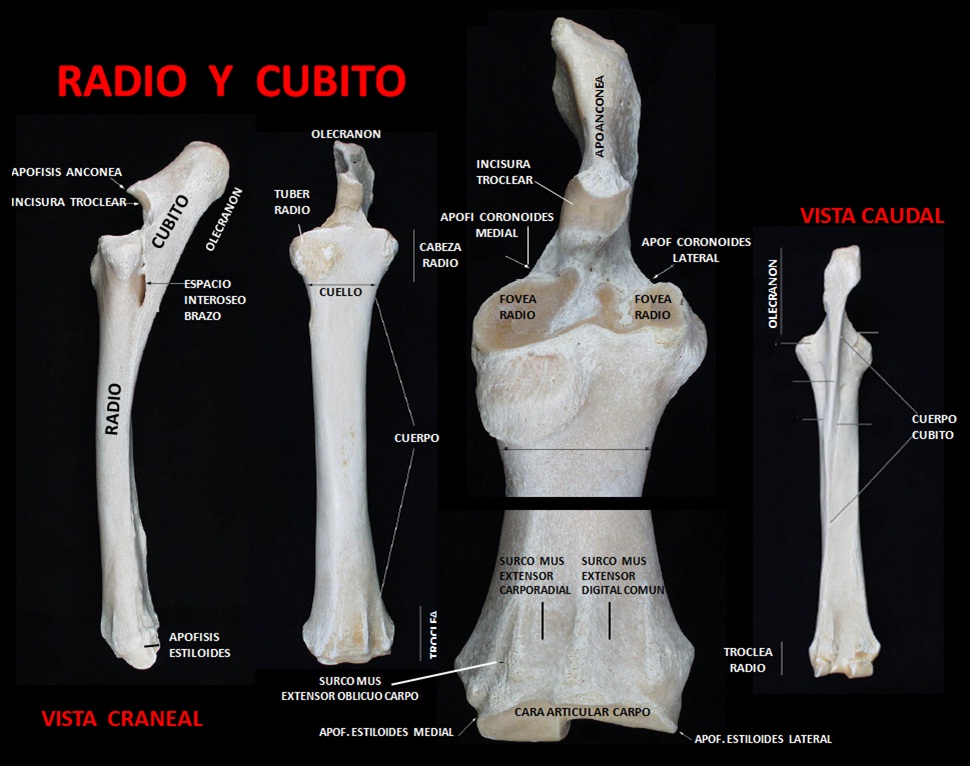 RADIO Y CUBITO
APOFISIS ANCONEA
INCISURA TROCLEAR
CUBITO
OLECRANON
ESPACIO
INTEROSEO
BRAZO
RADIO
APOFISIS
ESTILOIDES
VISTA CRANEAL
OLECRANON
TUBER
RADIO
CABEZA
RADIO
CUELLO
CUERPO
TROCLEA
SURCO MUS
EXTENSOR OBLICUO CARPO
APOANCONEA
INCISURA
TROCLEAR
APOFI CORONOIDES
MEDIAL
APOF CORONOIDES
LATERAL
FOVEA
RADIO
FOVEA
RADIO
SURCO MUS
EXTENSOR
CARPORADIAL
SURCO MUS
EXTENSOR
DIGITAL COMUN
CARA ARTICULAR CARPO
APOF. ESTILOIDES MEDIAL
APOF. ESTILOIDES LATERAL
VISTA CAUDAL
OLECRANON
CUERPO
CUBITO
TROCLEA
RADIO